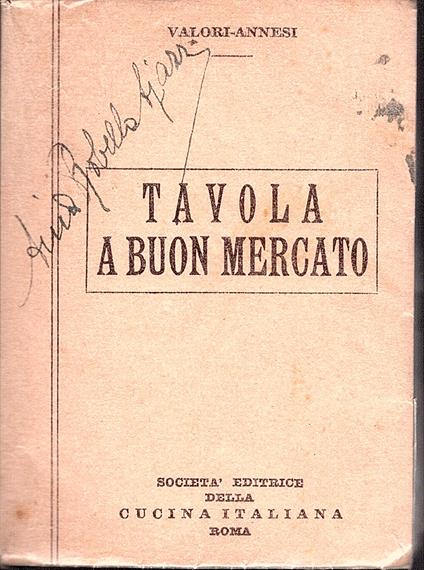 VALORI-ANNESI
TAVOLA
A BUON MERCATO
SOCIETA' EDITRICE
DELLA
CUCINA ITALIANA
ROMA